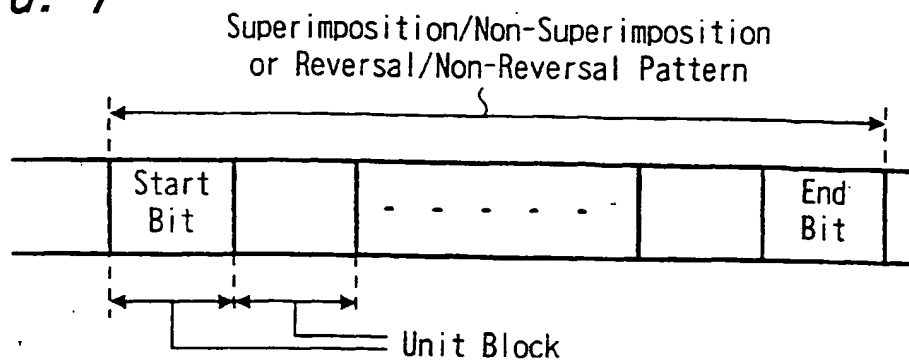 Superimposition/Non-Superimposition
or Reversal/Non-Reversal Pattern
Start
Bit
- - - - -
End
Bit
Unit Block